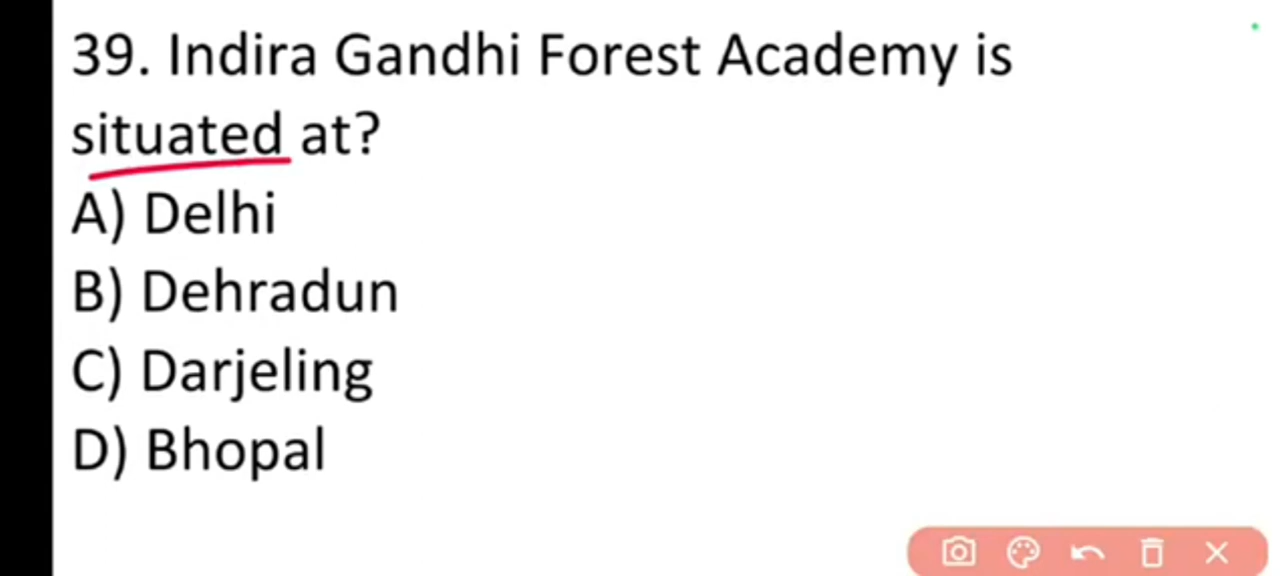 39. Indira Gandhi Forest Academy is
situated at?
A) Delhi
B) Dehradun
C) Darjeling
D) Bhopal